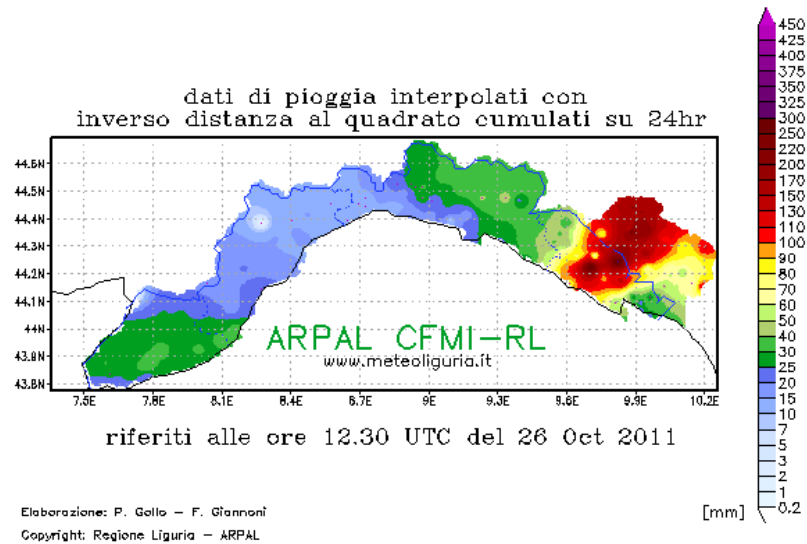 dati di pioggia interpolati con
inverso distanza al quadrato cumulati su 24hr
44.6N
44.5N
44.4N
44.3N
44.2N
44.1N
44N
43.9N
43.8N
ARPAL CFMI-RL
www.meteoliguria.it
7.5E 7.8E 8.1E 8.4E 8.7E 9E 9.3E 9.6E 9.9E 10.2E
riferiti alle ore 12.30 UTC del 26 Oct 2011
450
425
400
375
350
325
300
250
220
200
170
150
130
110
100
90
80
70
60
50
40
30
25
20
15
10
7
5
3
2
1
0.2
[mm]
Elaborazione: P. Gollo – F. Giannoni
Copyright: Regione Liguria – ARPAL